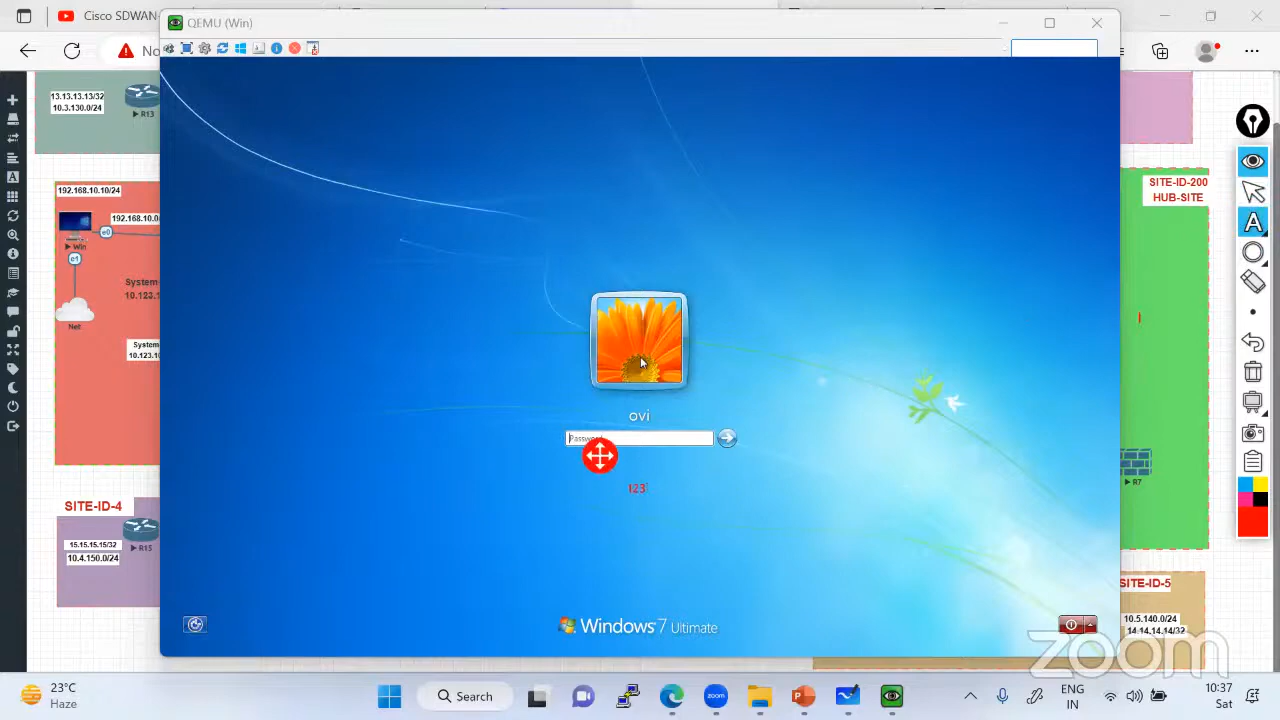 Cisco SDWAN
QEMU (Win)
No
13.13.13.13/32
10.3.130.0/24
R13
192.168.10.10/24
192.168.10.0
e0
Win
e1
Net
System-
10.123.1
System
10.123.10
SITE-ID-4
15.15.15.15/32
10.4.150.0/24
R15
SITE-ID-200
HUB-SITE
R7
SITE-ID-5
10.5.140.0/24
14.14.14.14/32
ovi
Password
123
Windows 7 Ultimate
zoom
23°C
Haze
Search
zoom
ENG
IN
10:37
Sat
A
A